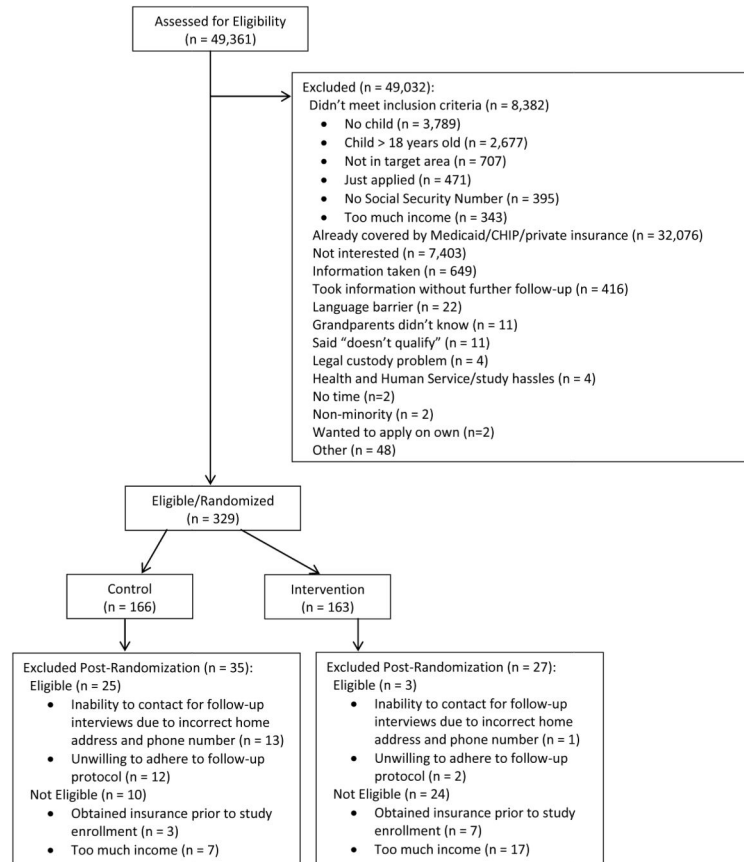 Assessed for Eligibility
(n = 49,361)
Excluded (n = 49,032):
Didn’t meet inclusion criteria (n = 8,382)
• No child (n = 3,789)
• Child > 18 years old (n = 2,677)
• Not in target area (n = 707)
• Just applied (n = 471)
• No Social Security Number (n = 395)
• Too much income (n = 343)
Already covered by Medicaid/CHIP/private insurance (n = 32,076)
Not interested (n = 7,403)
Information taken (n = 649)
Took information without further follow-up (n = 416)
Language barrier (n = 22)
Grandparents didn’t know (n = 11)
Said “doesn’t qualify” (n = 11)
Legal custody problem (n = 4)
Health and Human Service/study hassles (n = 4)
No time (n=2)
Non-minority (n = 2)
Wanted to apply on own (n=2)
Other (n = 48)
Eligible/Randomized
(n = 329)
Control
(n = 166)
Intervention
(n = 163)
Excluded Post-Randomization (n = 35):
Eligible (n = 25)
• Inability to contact for follow-up
interviews due to incorrect home
address and phone number (n = 13)
• Unwilling to adhere to follow-up
protocol (n = 12)
Not Eligible (n = 10)
• Obtained insurance prior to study
enrollment (n = 3)
• Too much income (n = 7)
Excluded Post-Randomization (n = 27):
Eligible (n = 3)
• Inability to contact for follow-up
interviews due to incorrect home
address and phone number (n = 1)
• Unwilling to adhere to follow-up
protocol (n = 2)
Not Eligible (n = 24)
• Obtained insurance prior to study
enrollment (n = 7)
• Too much income (n = 17)